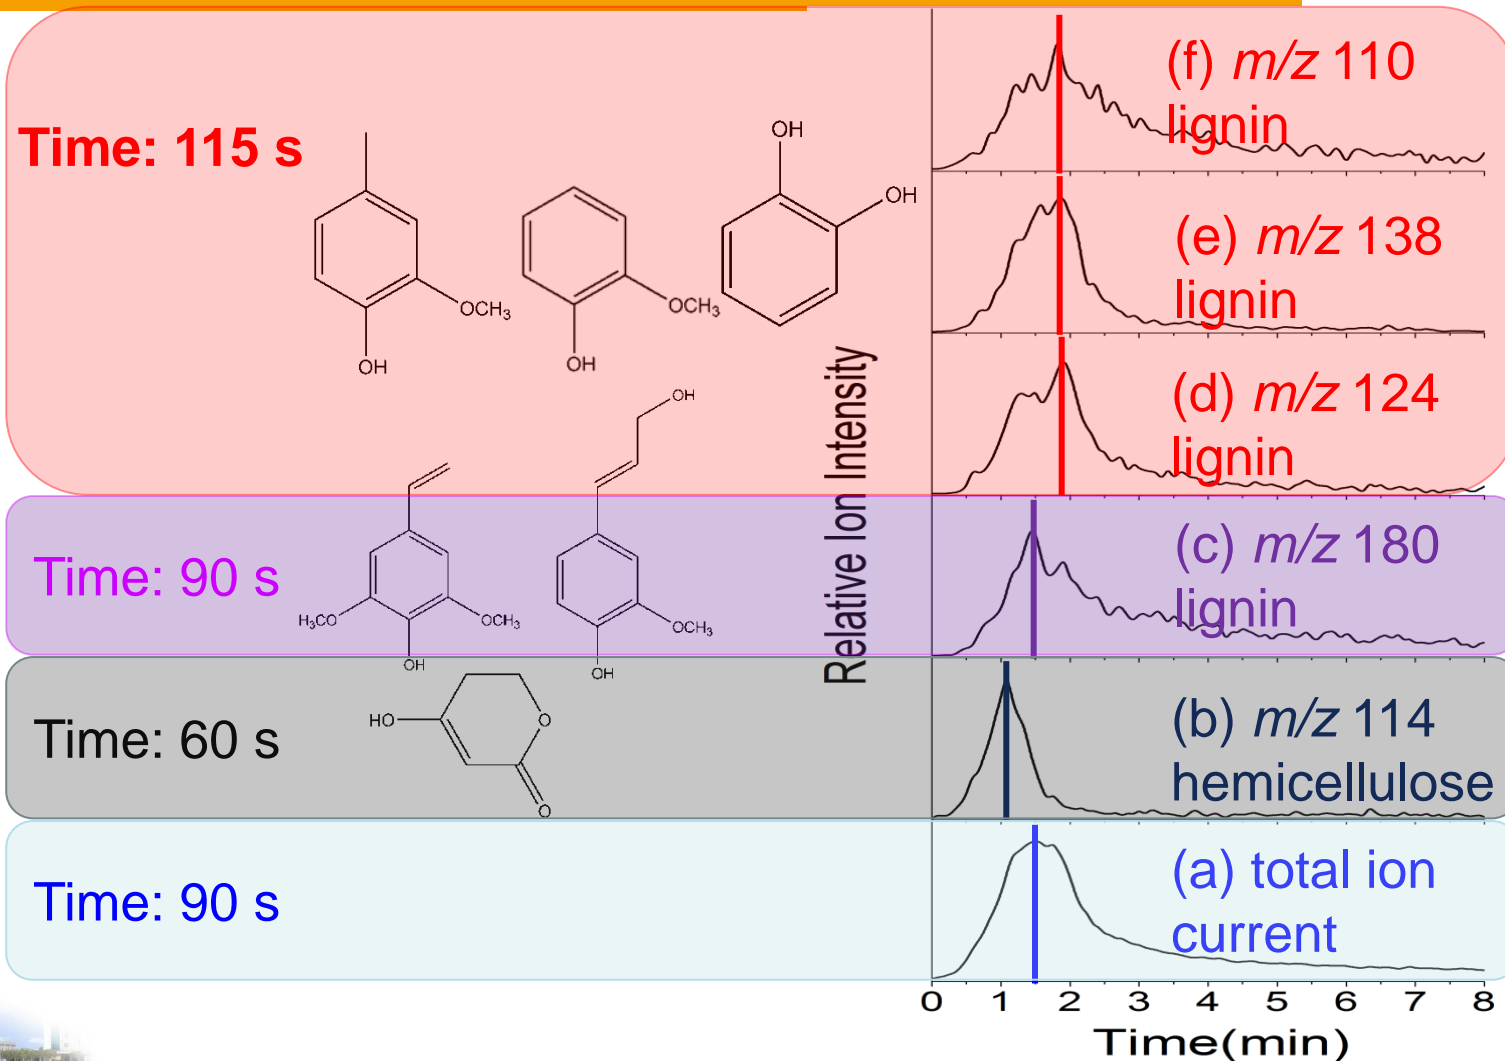 Time: 115 s
OH
OH
OCH3
OH
OCH3
OH
(f) m/z 110
lignin
(e) m/z 138
lignin
(d) m/z 124
lignin
Time: 90 s
OH
H3CO
OCH3
OH
OCH3
OH
(c) m/z 180
lignin
Time: 60 s
HO
O
O
(b) m/z 114
hemicellulose
Time: 90 s
(a) total ion
current
Relative Ion Intensity
0 1 2 3 4 5 6 7 8
Time(min)